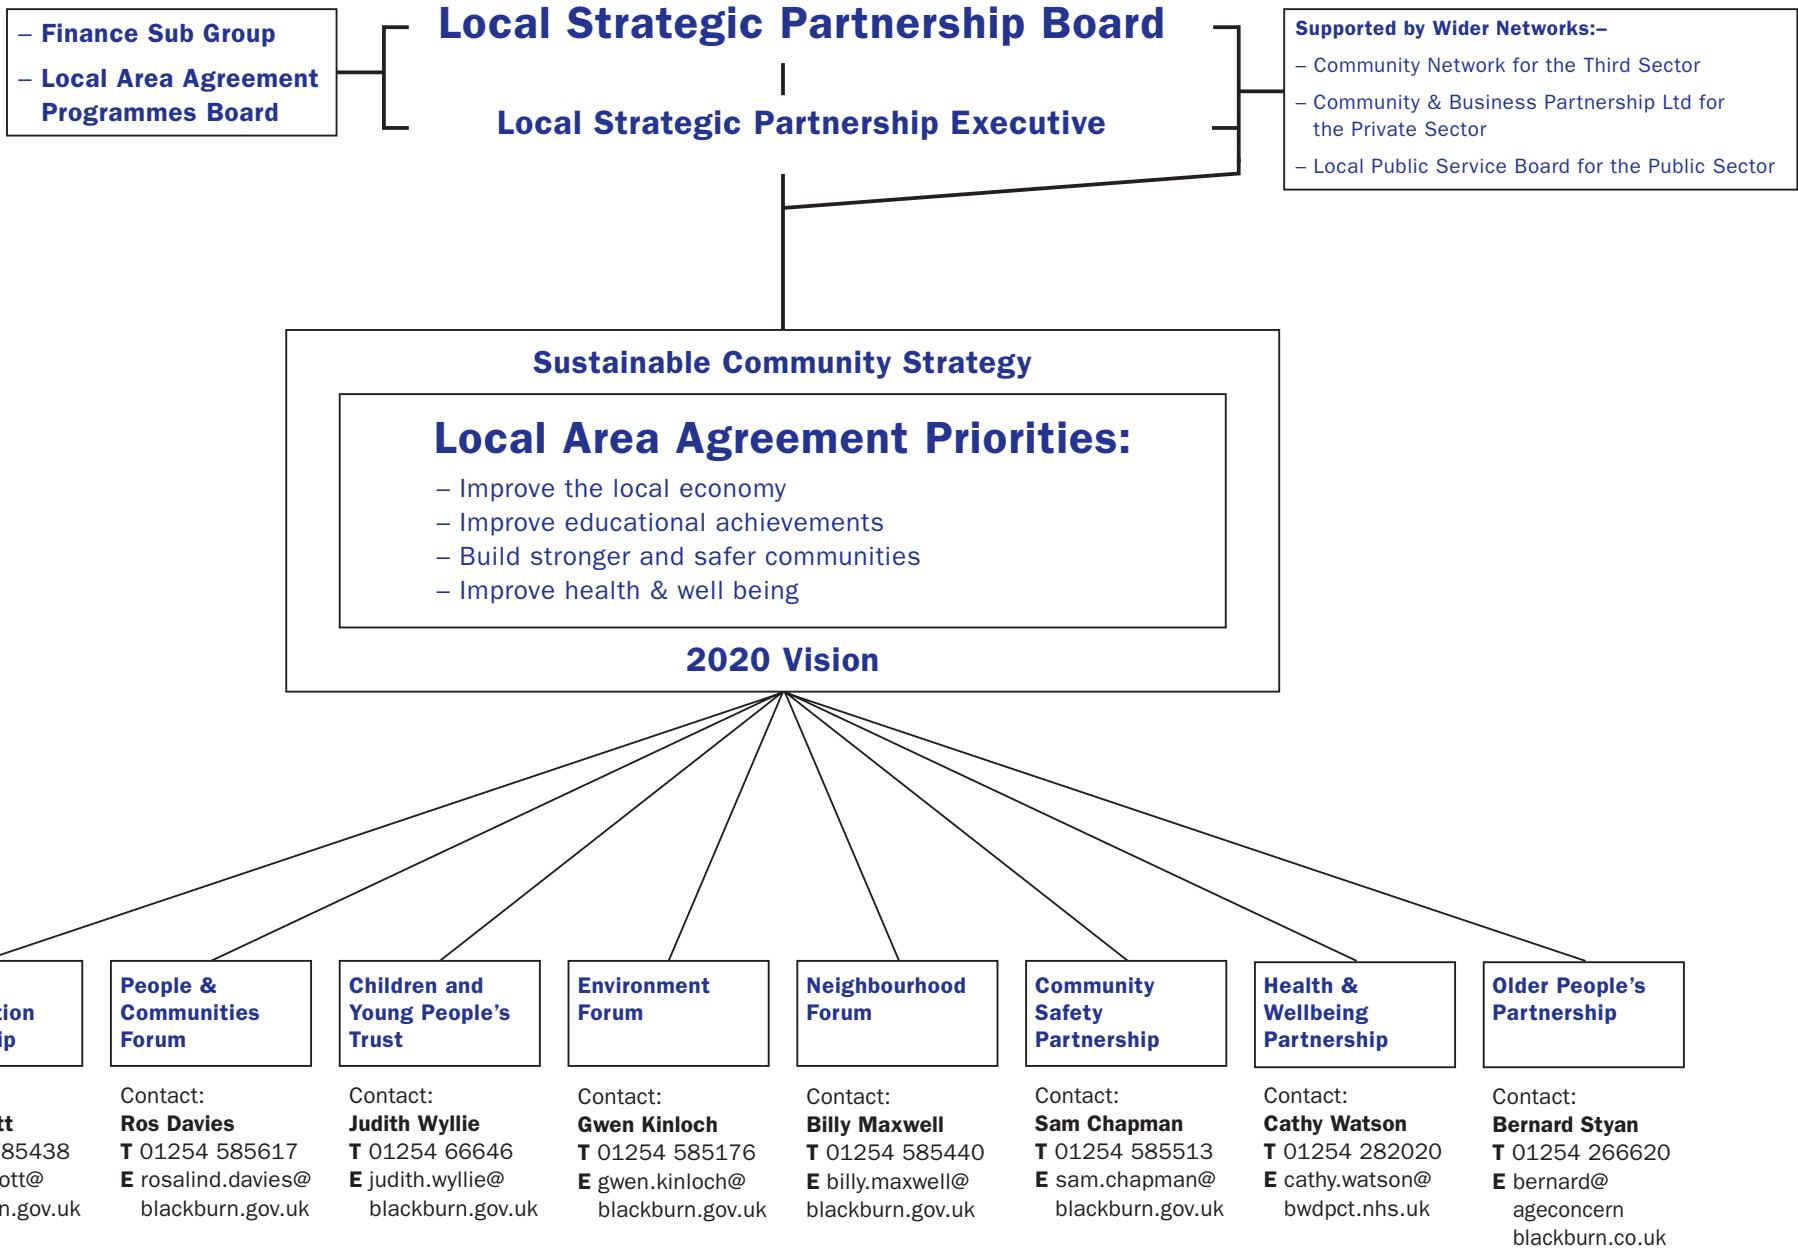 – Finance Sub Group
– Local Area Agreement
Programmes Board
Local Strategic Partnership Board
Local Strategic Partnership Executive
Supported by Wider Networks:–
– Community Network for the Third Sector
– Community & Business Partnership Ltd for
the Private Sector
– Local Public Service Board for the Public Sector
Sustainable Community Strategy
Local Area Agreement Priorities:
– Improve the local economy
– Improve educational achievements
– Build stronger and safer communities
– Improve health & well being
2020 Vision
People &
Communities
Forum
Contact:
Ros Davies
T 01254 585617
E rosalind.davies@
blackburn.gov.uk
Children and
Young People’s
Trust
Contact:
Judith Wyllie
T 01254 66646
E judith.wyllie@
blackburn.gov.uk
Environment
Forum
Contact:
Gwen Kinloch
T 01254 585176
E gwen.kinloch@
blackburn.gov.uk
Neighbourhood
Forum
Contact:
Billy Maxwell
T 01254 585440
E billy.maxwell@
blackburn.gov.uk
Community
Safety
Partnership
Contact:
Sam Chapman
T 01254 585513
E sam.chapman@
blackburn.gov.uk
Health &
Wellbeing
Partnership
Contact:
Cathy Watson
T 01254 282020
E cathy.watson@
bwdpct.nhs.uk
Older People’s
Partnership
Contact:
Bernard Styan
T 01254 266620
E bernard@
ageconcern
blackburn.co.uk